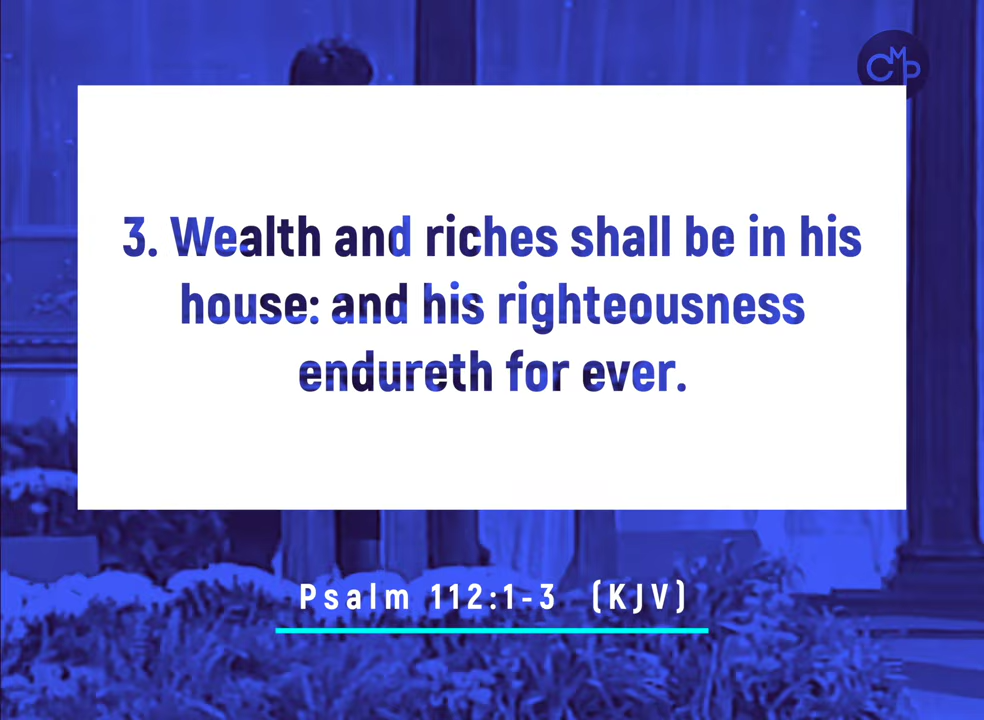 CMP
3. Wealth and riches shall be in his
house: and his righteousness
endureth for ever.
Psalm 112:1-3 (KJV)